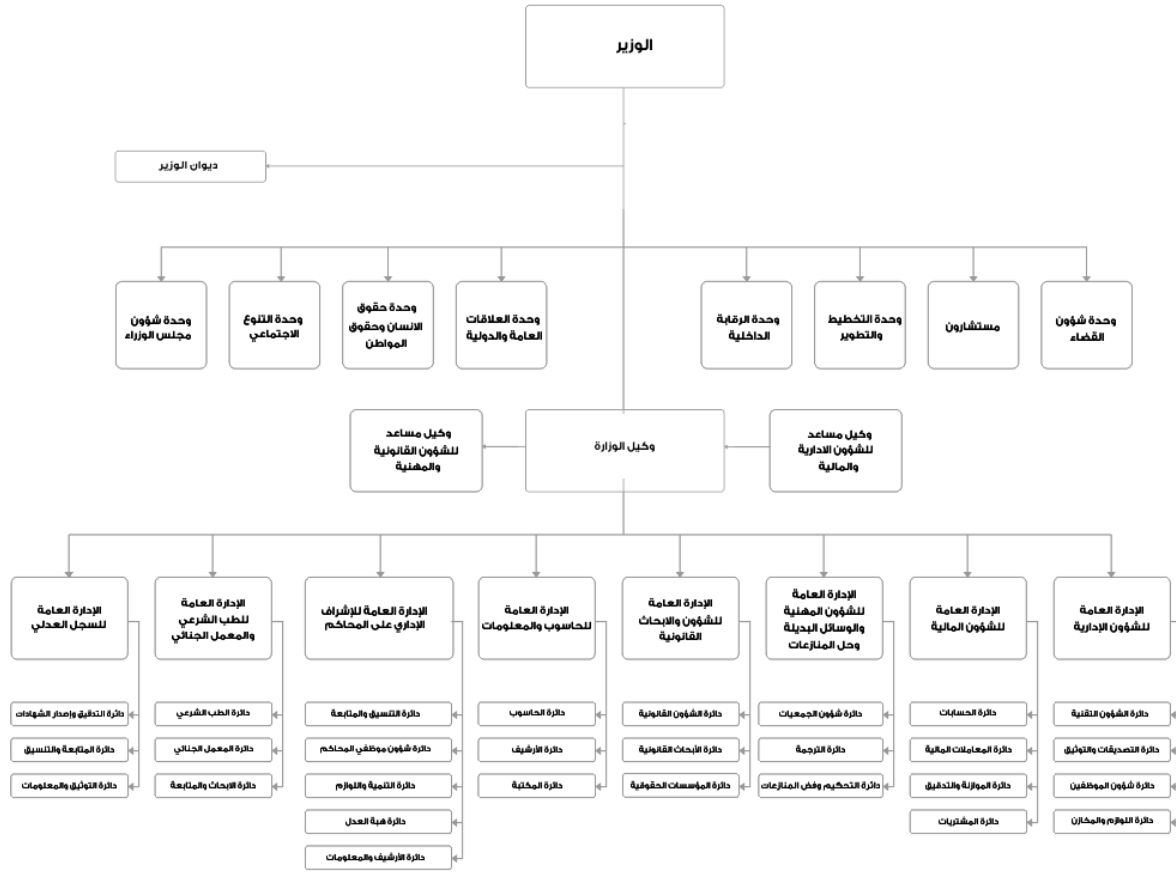 الوزير
ديوان الوزير
وحدة شؤون
القضاء
مستشارون
وحدة التخطيط
والتطوير
وحدة الرقابة
الداخلية
وحدة العلاقات
العامة والدولية
وحدة حقوق
الانسان وحقوق
المواطن
وحدة التنوع
الاجتماعي
وحدة شؤون
مجلس الوزراء
وكيل مساعد
للشؤون الادارية
والمالية
وكيل الوزارة
وكيل مساعد
للشؤون القانونية
والمهنية
الإدارة العامة
للشؤون الإدارية
دائرة الشؤون التقنية
دائرة التصديقات والتوثيق
دائرة شؤون الموظفين
دائرة اللوازم والمخازن
الإدارة العامة
للشؤون المالية
دائرة الحسابات
دائرة المعاملات المالية
دائرة الموازنة والتدقيق
دائرة المشتريات
الإدارة العامة
للشؤون المهنية
والوسائل البديلة
وحل المنازعات
دائرة شؤون الجمعيات
دائرة الترجمة
دائرة التحكيم وفض المنازعات
الإدارة العامة
للشؤون والابحاث
القانونية
دائرة الشؤون القانونية
دائرة الأبحاث القانونية
دائرة المؤسسات الحقوقية
الإدارة العامة
للحاسوب والمعلومات
دائرة الحاسوب
دائرة الأرشيف
دائرة المكتبة
الإدارة العامة للإشراف
الإداري على المحاكم
دائرة التنسيق والمتابعة
دائرة شؤون موظفي المحاكم
دائرة التنمية واللوازم
دائرة هبة العدل
دائرة الأرشيف والمعلومات
الإدارة العامة
للطب الشرعي
والمعمل الجنائي
دائرة الطب الشرعي
دائرة المعمل الجنائي
دائرة الابحاث والمتابعة
الإدارة العامة
للسجل العدلي
دائرة التدقيق وإصدار الشهادات
دائرة المتابعة والتنسيق
دائرة التوثيق والمعلومات